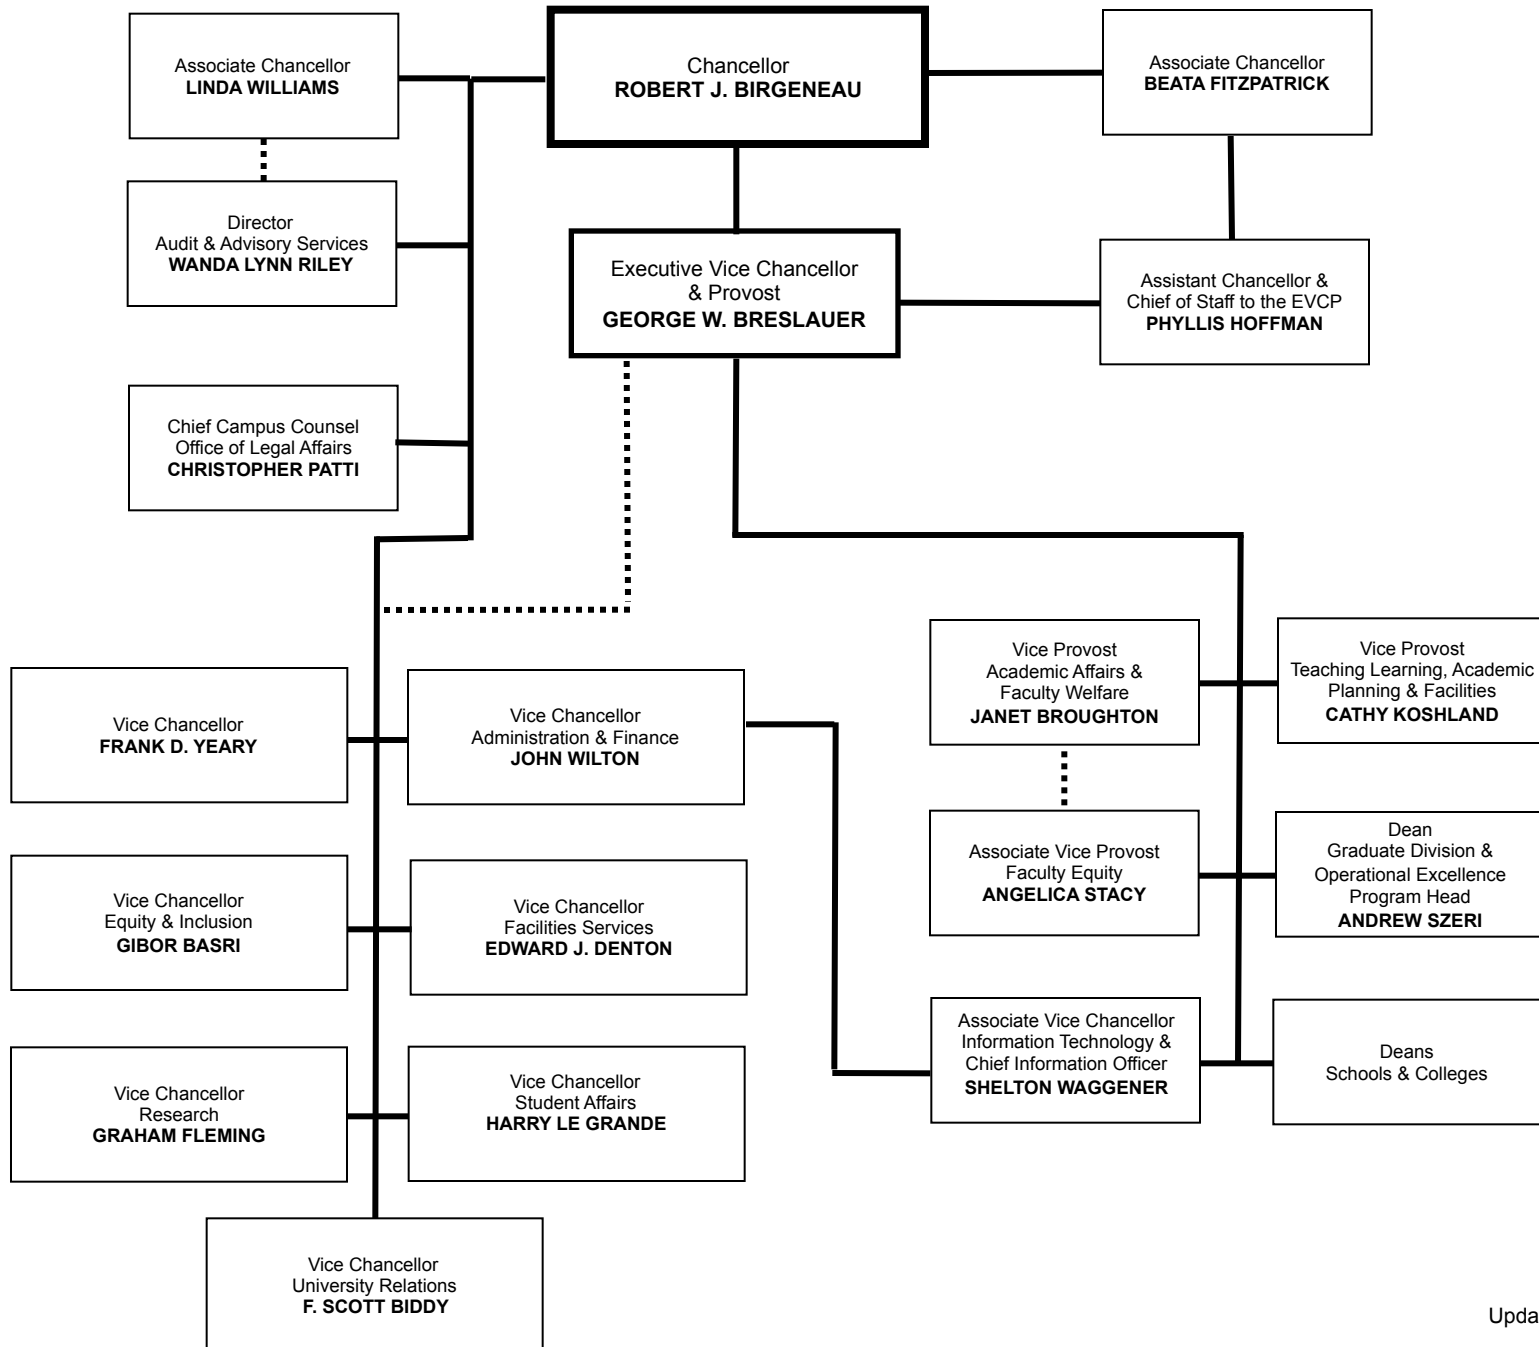 Associate Chancellor
LINDA WILLIAMS
Chancellor
ROBERT J. BIRGENEAU
Associate Chancellor
BEATA FITZPATRICK
Director
Audit & Advisory Services
WANDA LYNN RILEY
Executive Vice Chancellor
& Provost
GEORGE W. BRESLAUER
Assistant Chancellor &
Chief of Staff to the EVCP
PHYLLIS HOFFMAN
Chief Campus Counsel
Office of Legal Affairs
CHRISTOPHER PATTI
Vice Chancellor
FRANK D. YEARY
Vice Chancellor
Administration & Finance
JOHN WILTON
Vice Provost
Academic Affairs &
Faculty Welfare
JANET BROUGHTON
Vice Provost
Teaching Learning, Academic
Planning & Facilities
CATHY KOSHLAND
Vice Chancellor
Equity & Inclusion
GIBOR BASRI
Vice Chancellor
Facilities Services
EDWARD J. DENTON
Associate Vice Provost
Faculty Equity
ANGELICA STACY
Dean
Graduate Division &
Operational Excellence
Program Head
ANDREW SZERI
Vice Chancellor
Research
GRAHAM FLEMING
Vice Chancellor
Student Affairs
HARRY LE GRANDE
Associate Vice Chancellor
Information Technology &
Chief Information Officer
SHELTON WAGGENER
Deans
Schools & Colleges
Vice Chancellor
University Relations
F. SCOTT BIDDY
Upda